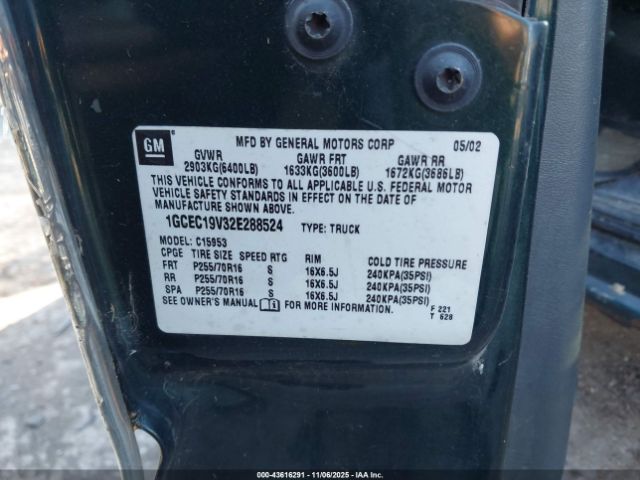 GM MFD BY GENERAL MOTORS CORP 05/02
GVWR GAWR FRT GAWR RR
2903KG(6400LB) 1633KG(3600LB) 1672KG(3686LB)
THIS VEHICLE CONFORMS TO ALL APPLICABLE U.S. FEDERAL MOTOR
VEHICLE SAFETY STANDARDS IN EFFECT ON THE DATE OF
MANUFACTURE SHOWN ABOVE.
1GCEC19V32E288524 TYPE: TRUCK
MODEL: C15953
CPGE TIRE SIZE SPEED RTG RIM COLD TIRE PRESSURE
FRT P255/70R16 S 16X6.5J 240KPA(35PSI)
RR P255/70R16 S 16X6.5J 240KPA(35PSI)
SPA P255/70R16 S 16X6.5J 240KPA(35PSI)
SEE OWNER'S MANUAL FOR MORE INFORMATION.
F 221
T 628
000-43616291 - 11/06/2025 - IAAI